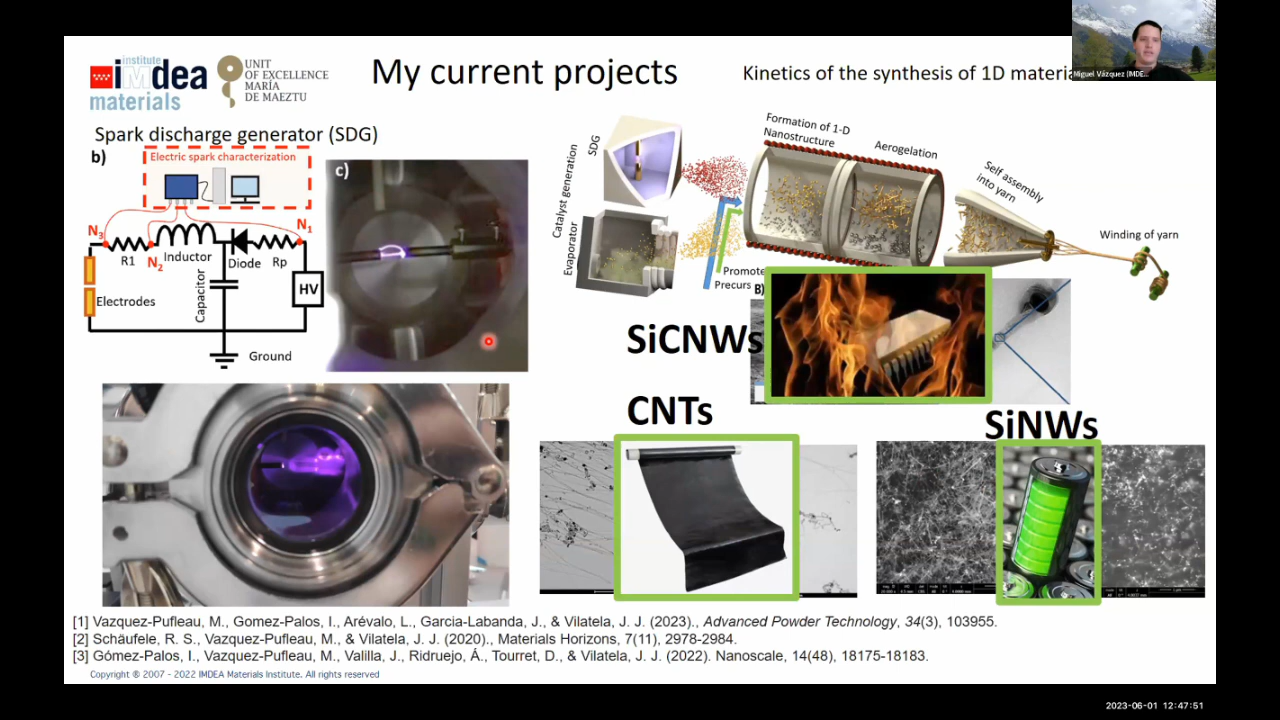 institute
iMdea
materials
UNIT
OF EXCELLENCE
MARÍA
DE MAEZTU
My current projects
Kinetics of the synthesis of 1D
Miguel Vázquez (IMDE...
Spark discharge generator (SDG)
b)
Electric spark characterization
N3
N1
R1
N2
Inductor
Diode
Rp
Capacitor
HV
Electrodes
Ground
c)
SDG
Catalyst generation
Evaporator
Formation of 1-D
Nanostructure
Aerogelation
Self assembly
into yarn
Winding of yarn
B)
SiCNWs
CNTs
SiNWs
[1] Vazquez-Pufleau, M., Gomez-Palos, I., Arévalo, L., Garcia-Labanda, J., & Vilatela, J. J. (2023)., Advanced Powder Technology, 34(3), 103955.
[2] Schäufele, R. S., Vazquez-Pufleau, M., & Vilatela, J. J. (2020)., Materials Horizons, 7(11), 2978-2984.
[3] Gómez-Palos, I., Vazquez-Pufleau, M., Valilla, J., Ridruejo, Á., Tourret, D., & Vilatela, J. J. (2022). Nanoscale, 14(48), 18175-18183.
Copyright ® 2007 - 2022 IMDEA Materials Institute. All rights reserved
2023-06-01 12:47:51